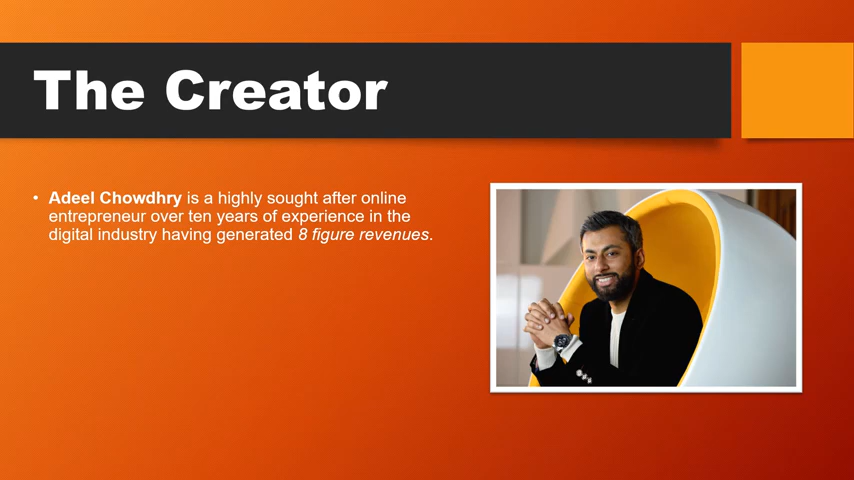 The Creator
• Adeel Chowdhry is a highly sought after online
entrepreneur over ten years of experience in the
digital industry having generated 8 figure revenues.